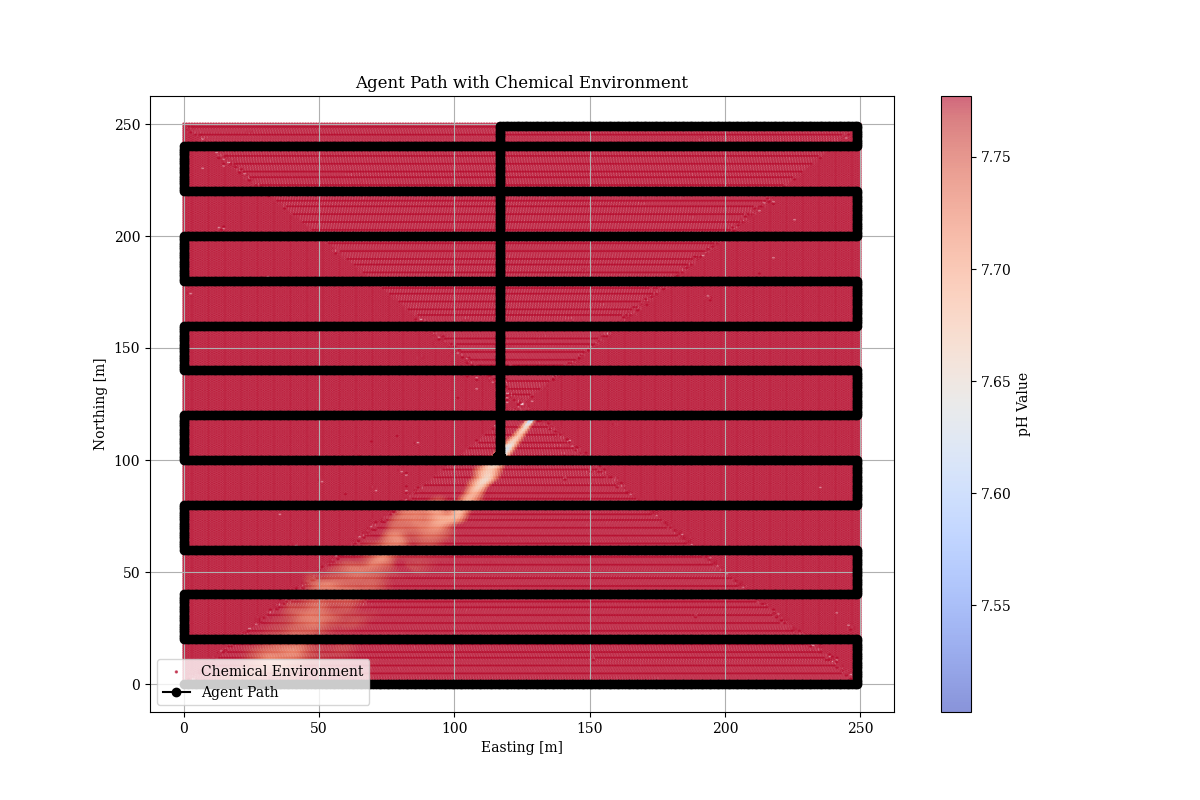 Agent Path with Chemical Environment
250
200
150
100
50
0
Northing [m]
0
50
100
150
200
250
Easting [m]
Chemical Environment
Agent Path
7.75
7.70
7.65
7.60
7.55
pH Value